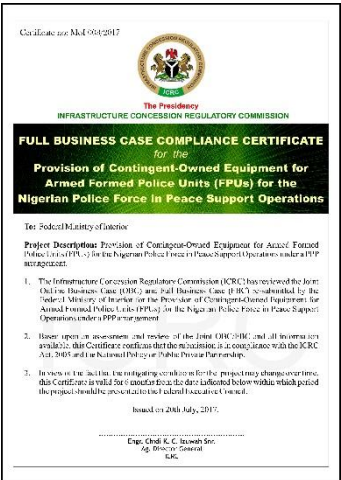 Certificate no: MoI 003/2017
ICRC
The Presidency
INFRASTRUCTURE CONCESSION REGULATORY COMMISSION
FULL BUSINESS CASE COMPLIANCE CERTIFICATE
for the
Provision of Contingent-Owned Equipment for
Armed Formed Police Units (FPUs) for the
Nigerian Police Force in Peace Support Operations
To: Federal Ministry of Interior
Project Description: Provision of Contingent-Owned Equipment for Armed Formed
Police Units (FPUs) for the Nigerian Police Force in Peace Support Operations under a PPP
arrangement.
1. The Infrastructure Concession Regulatory Commission (ICRC) has reviewed the Joint
Outline Business Case (OBC) and Full Business Case (FBC) re-submitted by the
Federal Ministry of Interior for the Provision of Contingent-Owned Equipment for
Armed Formed Police Units (FPUs) for the Nigerian Police Force in Peace Support
Operations under a PPP arrangement.
2. Based upon an assessment and review of the Joint OBC/FBC and all information
available, this Certificate confirms that the submission is in compliance with the ICRC
Act, 2005 and the National Policy on Public Private Partnership.
3. In view of the fact that the mitigating conditions for the project may change over time,
this Certificate is valid for 6 months from the date indicated below within which period
the project should be presented to the Federal Executive Council.
Issued on 20th July, 2017.
Engr. Chidi K. C. Izuwah Snr.
Ag. Director General
ICRC